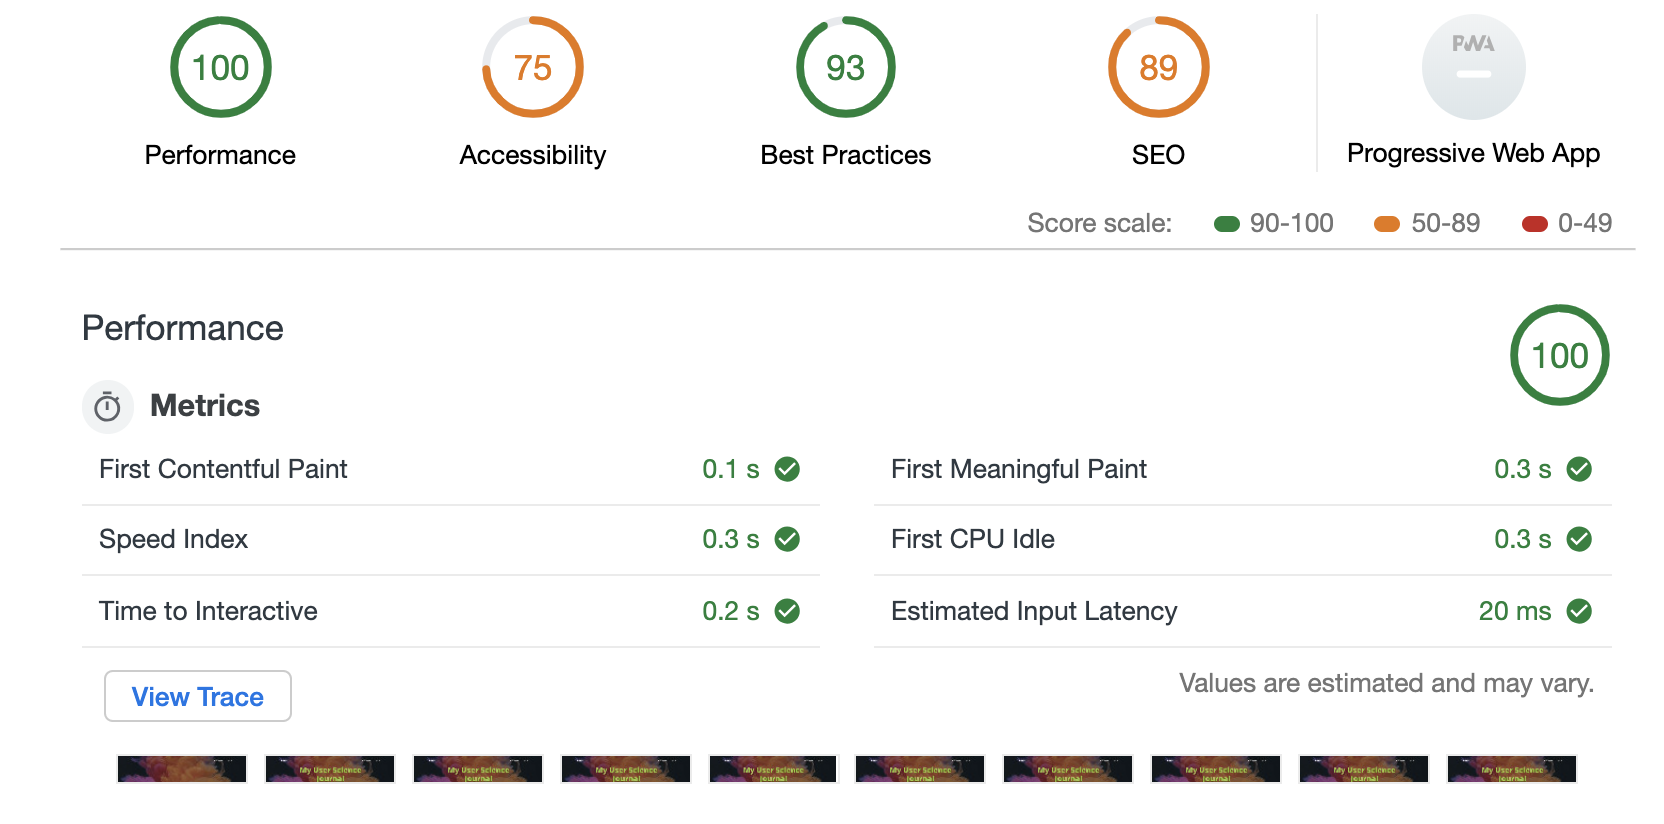 100
75
93
89
PWA
Performance
Accessibility
Best Practices
SEO
Progressive Web App
Score scale: 90-100 50-89 0-49
Performance
100
Metrics
First Contentful Paint 0.1 s
First Meaningful Paint 0.3 s
Speed Index 0.3 s
First CPU Idle 0.3 s
Time to Interactive 0.2 s
Estimated Input Latency 20 ms
View Trace
Values are estimated and may vary.
My User Science
Journal
My User Science
Journal
My User Science
Journal
My User Science
Journal
My User Science
Journal
My User Science
Journal
My User Science
Journal
My User Science
Journal
My User Science
Journal